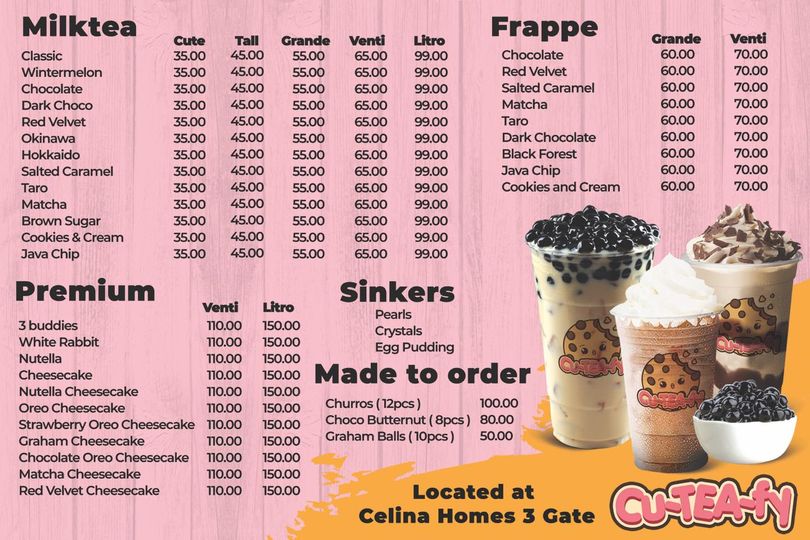 Milktea
Cute Tall Grande Venti Litro
Classic 35.00 45.00 55.00 65.00 99.00
Wintermelon 35.00 45.00 55.00 65.00 99.00
Chocolate 35.00 45.00 55.00 65.00 99.00
Dark Choco 35.00 45.00 55.00 65.00 99.00
Red Velvet 35.00 45.00 55.00 65.00 99.00
Okinawa 35.00 45.00 55.00 65.00 99.00
Hokkaido 35.00 45.00 55.00 65.00 99.00
Salted Caramel 35.00 45.00 55.00 65.00 99.00
Taro 35.00 45.00 55.00 65.00 99.00
Matcha 35.00 45.00 55.00 65.00 99.00
Brown Sugar 35.00 45.00 55.00 65.00 99.00
Cookies & Cream 35.00 45.00 55.00 65.00 99.00
Java Chip 35.00 45.00 55.00 65.00 99.00
Frappe
Grande Venti
Chocolate 60.00 70.00
Red Velvet 60.00 70.00
Salted Caramel 60.00 70.00
Matcha 60.00 70.00
Taro 60.00 70.00
Dark Chocolate 60.00 70.00
Black Forest 60.00 70.00
Java Chip 60.00 70.00
Cookies and Cream 60.00 70.00
Premium
Venti Litro
3 buddies 110.00 150.00
White Rabbit 110.00 150.00
Nutella 110.00 150.00
Cheesecake 110.00 150.00
Nutella Cheesecake 110.00 150.00
Oreo Cheesecake 110.00 150.00
Strawberry Oreo Cheesecake 110.00 150.00
Graham Cheesecake 110.00 150.00
Chocolate Oreo Cheesecake 110.00 150.00
Matcha Cheesecake 110.00 150.00
Red Velvet Cheesecake 110.00 150.00
Sinkers
Pearls
Crystals
Egg Pudding
Made to order
Churros ( 12pcs ) 100.00
Choco Butternut ( 8pcs ) 80.00
Graham Balls ( 10pcs ) 50.00
CU-TEA-fy
CU-TEA-fy
CU-TEA-fy
Located at
Celina Homes 3 Gate
CU-TEA-fy